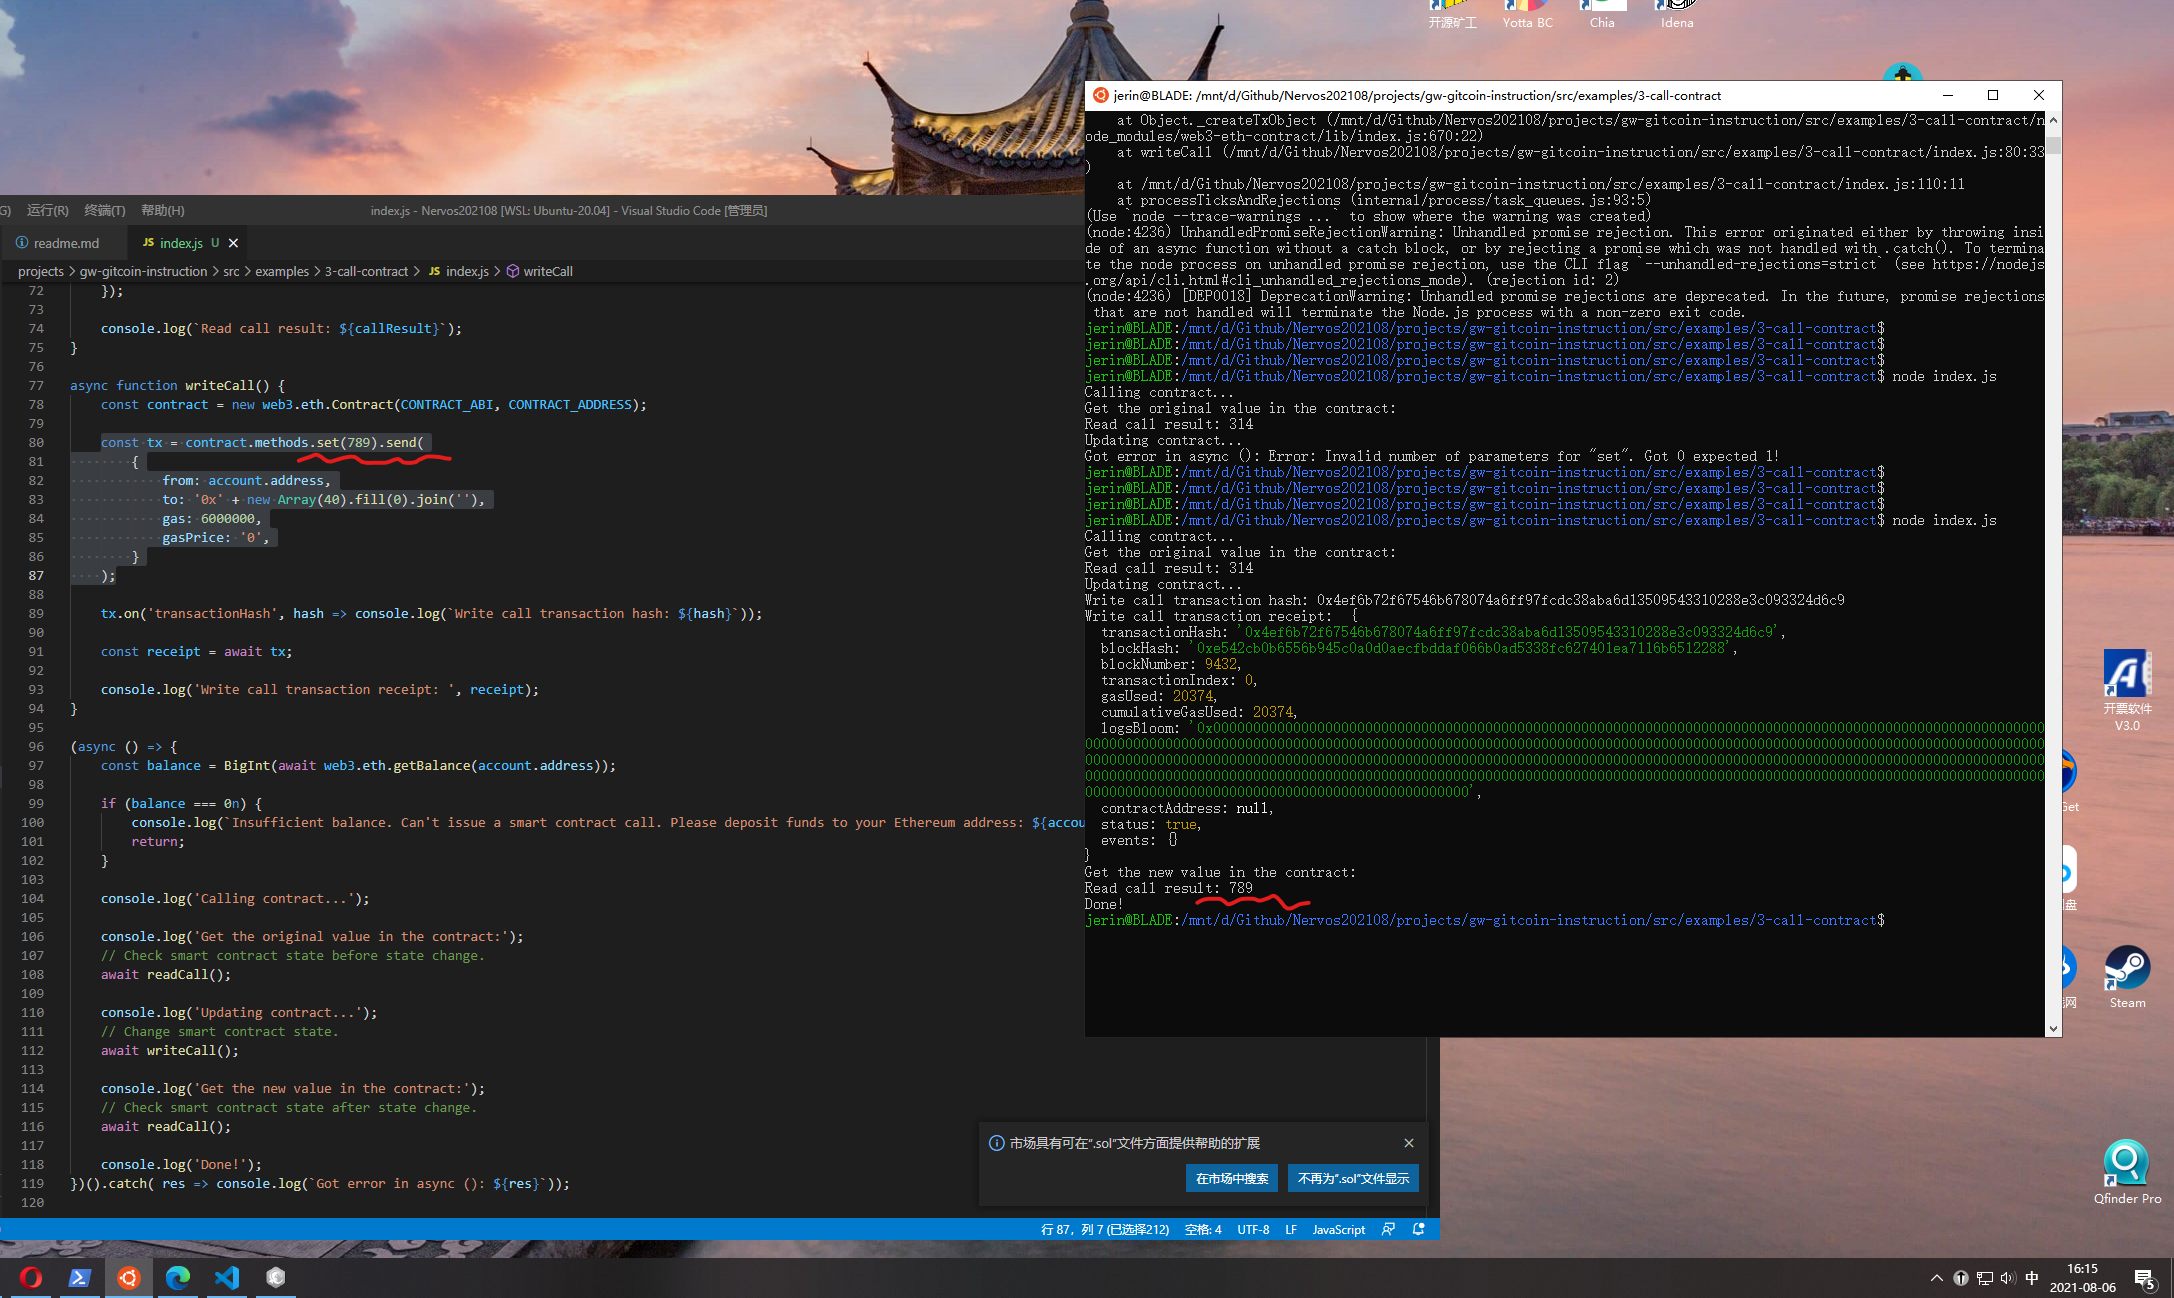 开源矿工
Yotta BC
Chia
Idena
运行(R) 终端(T) 帮助(H)
index.js - Nervos202108 [WSL: Ubuntu-20.04] - Visual Studio Code [管理员]
readme.md
JS index.js U
projects > gw-gitcoin-instruction > src > examples > 3-call-contract > JS index.js > writeCall
72 });
73
74 console.log(`Read call result: ${callResult}`);
75 }
76
77 async function writeCall() {
78 const contract = new web3.eth.Contract(CONTRACT_ABI, CONTRACT_ADDRESS);
79
80 const tx = contract.methods.set(789).send(
81 {
82 from: account.address,
83 to: '0x' + new Array(40).fill(0).join(''),
84 gas: 6000000,
85 gasPrice: '0',
86 }
87 );
88
89 tx.on('transactionHash', hash => console.log(`Write call transaction hash: ${hash}`));
90
91 const receipt = await tx;
92
93 console.log('Write call transaction receipt: ', receipt);
94 }
95
96 (async () => {
97 const balance = BigInt(await web3.eth.getBalance(account.address));
98
99 if (balance === 0n) {
100 console.log(`Insufficient balance. Can't issue a smart contract call. Please deposit funds to your Ethereum address: ${accou
101 return;
102 }
103
104 console.log('Calling contract...');
105
106 console.log('Get the original value in the contract:');
107 // Check smart contract state before state change.
108 await readCall();
109
110 console.log('Updating contract...');
111 // Change smart contract state.
112 await writeCall();
113
114 console.log('Get the new value in the contract:');
115 // Check smart contract state after state change.
116 await readCall();
117
118 console.log('Done!');
119 })().catch( res => console.log(`Got error in async (): ${res}`));
120
市场具有可在".sol"文件方面提供帮助的扩展
在市场中搜索 不再为".sol"文件显示
行 87，列 7 (已选择212) 空格: 4 UTF-8 LF JavaScript
jerin@BLADE: /mnt/d/Github/Nervos202108/projects/gw-gitcoin-instruction/src/examples/3-call-contract
at Object._createTxObject (/mnt/d/Github/Nervos202108/projects/gw-gitcoin-instruction/src/examples/3-call-contract/n
ode_modules/web3-eth-contract/lib/index.js:670:22)
at writeCall (/mnt/d/Github/Nervos202108/projects/gw-gitcoin-instruction/src/examples/3-call-contract/index.js:80:33
)
at /mnt/d/Github/Nervos202108/projects/gw-gitcoin-instruction/src/examples/3-call-contract/index.js:110:11
at processTicksAndRejections (internal/process/task_queues.js:93:5)
(Use `node --trace-warnings ...` to show where the warning was created)
(node:4236) UnhandledPromiseRejectionWarning: Unhandled promise rejection. This error originated either by throwing insi
de of an async function without a catch block, or by rejecting a promise which was not handled with .catch(). To termina
te the node process on unhandled promise rejection, use the CLI flag `--unhandled-rejections=strict` (see https://nodejs
.org/api/cli.html#cli_unhandled_rejections_mode). (rejection id: 2)
(node:4236) [DEP0018] DeprecationWarning: Unhandled promise rejections are deprecated. In the future, promise rejections
that are not handled will terminate the Node.js process with a non-zero exit code.
jerin@BLADE:/mnt/d/Github/Nervos202108/projects/gw-gitcoin-instruction/src/examples/3-call-contract$
jerin@BLADE:/mnt/d/Github/Nervos202108/projects/gw-gitcoin-instruction/src/examples/3-call-contract$
jerin@BLADE:/mnt/d/Github/Nervos202108/projects/gw-gitcoin-instruction/src/examples/3-call-contract$
jerin@BLADE:/mnt/d/Github/Nervos202108/projects/gw-gitcoin-instruction/src/examples/3-call-contract$ node index.js
Calling contract...
Get the original value in the contract:
Read call result: 314
Updating contract...
Got error in async (): Error: Invalid number of parameters for "set". Got 0 expected 1!
jerin@BLADE:/mnt/d/Github/Nervos202108/projects/gw-gitcoin-instruction/src/examples/3-call-contract$
jerin@BLADE:/mnt/d/Github/Nervos202108/projects/gw-gitcoin-instruction/src/examples/3-call-contract$
jerin@BLADE:/mnt/d/Github/Nervos202108/projects/gw-gitcoin-instruction/src/examples/3-call-contract$
jerin@BLADE:/mnt/d/Github/Nervos202108/projects/gw-gitcoin-instruction/src/examples/3-call-contract$ node index.js
Calling contract...
Get the original value in the contract:
Read call result: 314
Updating contract...
Write call transaction hash: 0x4ef6b72f67546b678074a6ff97fcdc38aba6d13509543310288e3c093324d6c9
Write call transaction receipt: {
transactionHash: '0x4ef6b72f67546b678074a6ff97fcdc38aba6d13509543310288e3c093324d6c9',
blockHash: '0xe542cb0b6556b945c0a0d0aecfbddaf066b0ad5338fc627401ea7116b6512288',
blockNumber: 9432,
transactionIndex: 0,
gasUsed: 20374,
cumulativeGasUsed: 20374,
logsBloom:
contractAddress: null,
status: true,
events: {}
}
Get the new value in the contract:
Read call result: 789
Done!
jerin@BLADE:/mnt/d/Github/Nervos202108/projects/gw-gitcoin-instruction/src/examples/3-call-contract$
开票软件
V3.0
Get
盘
网
Steam
Qfinder Pro
中
16:15
2021-08-06
5